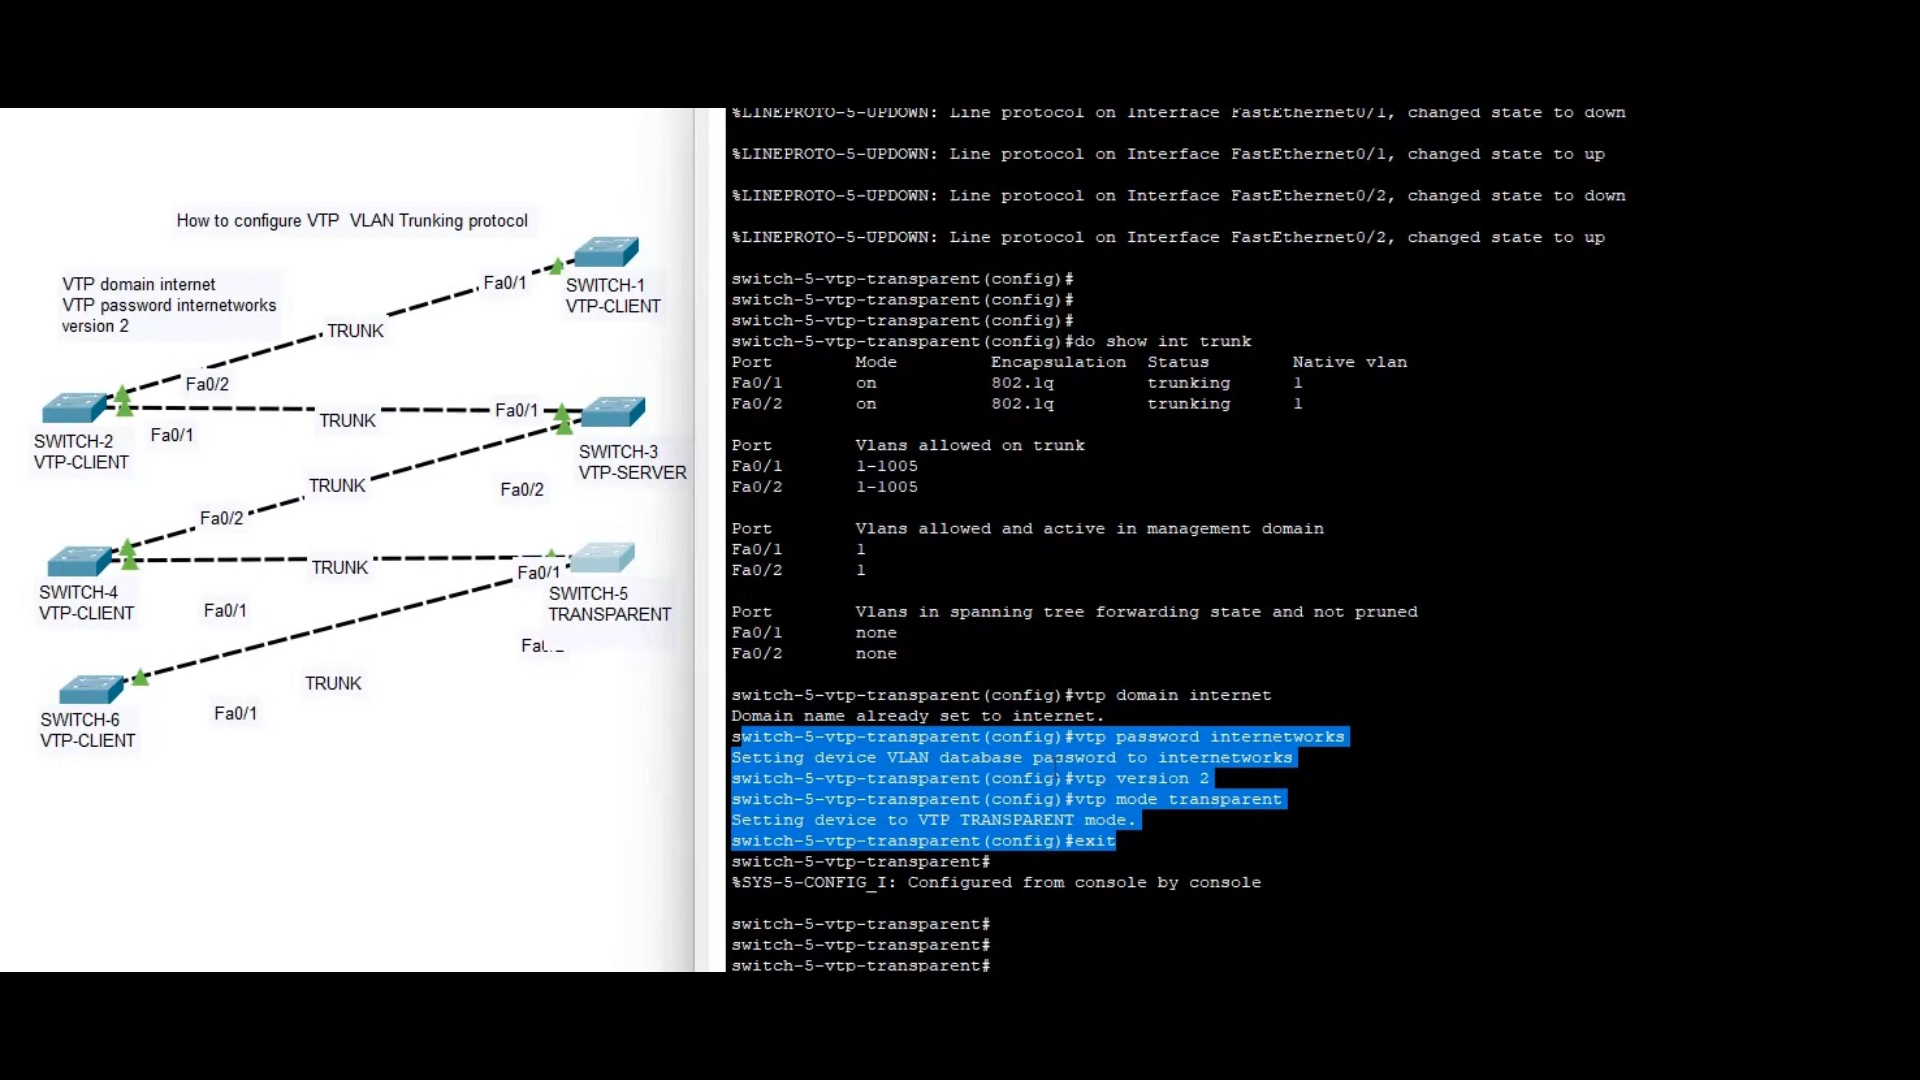 How to configure VTP  VLAN Trunking protocol
VTP domain internet
VTP password internetworks
version 2
Fa0/1
SWITCH-1
VTP-CLIENT
TRUNK
Fa0/2
SWITCH-2
VTP-CLIENT
Fa0/1
TRUNK
Fa0/1
SWITCH-3
VTP-SERVER
TRUNK
Fa0/2
Fa0/2
SWITCH-4
VTP-CLIENT
Fa0/1
TRUNK
Fa0/1
SWITCH-5
TRANSPARENT
TRUNK
SWITCH-6
VTP-CLIENT
Fa0/1
%LINEPROTO-5-UPDOWN: Line protocol on Interface FastEthernet0/1, changed state to down
%LINEPROTO-5-UPDOWN: Line protocol on Interface FastEthernet0/1, changed state to up
%LINEPROTO-5-UPDOWN: Line protocol on Interface FastEthernet0/2, changed state to down
%LINEPROTO-5-UPDOWN: Line protocol on Interface FastEthernet0/2, changed state to up
switch-5-vtp-transparent(config)#
switch-5-vtp-transparent(config)#
switch-5-vtp-transparent(config)#
switch-5-vtp-transparent(config)#do show int trunk
Port        Mode         Encapsulation  Status        Native vlan
Fa0/1       on           802.1q         trunking      1
Fa0/2       on           802.1q         trunking      1
Port        Vlans allowed on trunk
Fa0/1       1-1005
Fa0/2       1-1005
Port        Vlans allowed and active in management domain
Fa0/1       1
Fa0/2       1
Port        Vlans in spanning tree forwarding state and not pruned
Fa0/1       none
Fa0/2       none
switch-5-vtp-transparent(config)#vtp domain internet
Domain name already set to internet.
switch-5-vtp-transparent(config)#vtp password internetworks
Setting device VLAN database password to internetworks
switch-5-vtp-transparent(config)#vtp version 2
switch-5-vtp-transparent(config)#vtp mode transparent
Setting device to VTP TRANSPARENT mode.
switch-5-vtp-transparent(config)#exit
switch-5-vtp-transparent#
%SYS-5-CONFIG_I: Configured from console by console
switch-5-vtp-transparent#
switch-5-vtp-transparent#
switch-5-vtp-transparent#